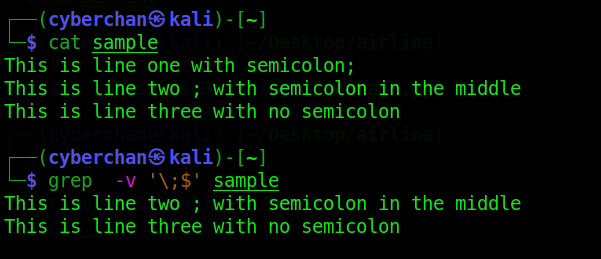 ┌──(cyberchan㉿kali)-[~]
└─$ cat sample
This is line one with semicolon;
This is line two ; with semicolon in the middle
This is line three with no semicolon
┌──(cyberchan㉿kali)-[~]
└─$ grep  -v '\;$' sample
This is line two ; with semicolon in the middle
This is line three with no semicolon